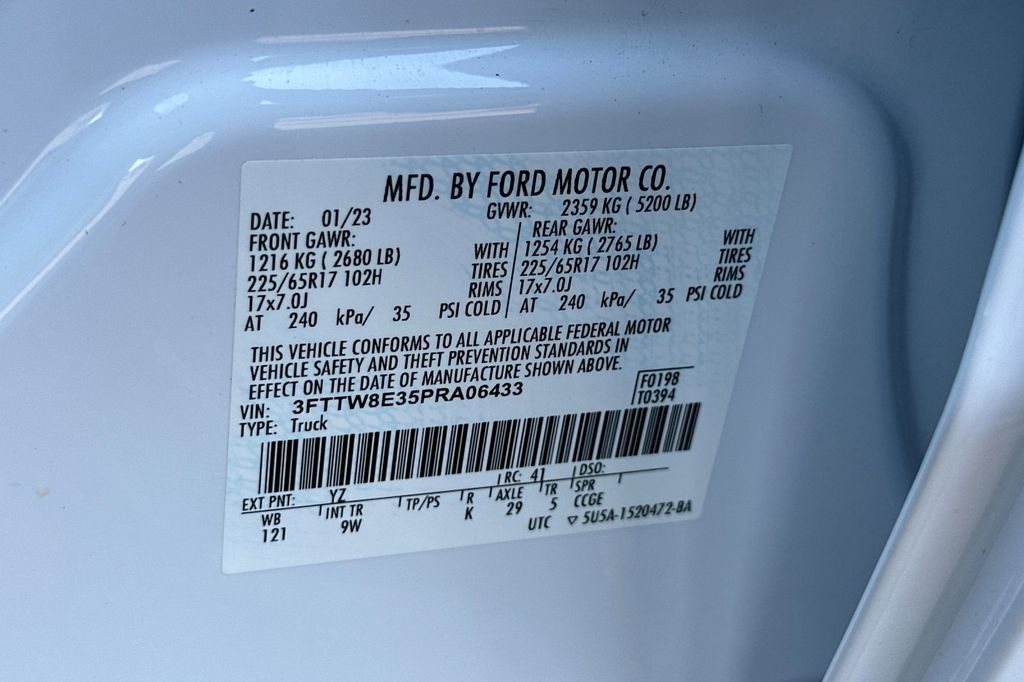 MFD. BY FORD MOTOR CO.
DATE: 01/23 GVWR: 2359 KG ( 5200 LB)
FRONT GAWR: REAR GAWR:
1216 KG ( 2680 LB) WITH 1254 KG ( 2765 LB) WITH
225/65R17 102H TIRES 225/65R17 102H TIRES
17x7.0J RIMS 17x7.0J RIMS
AT 240 kPa/ 35 PSI COLD AT 240 kPa/ 35 PSI COLD
THIS VEHICLE CONFORMS TO ALL APPLICABLE FEDERAL MOTOR
VEHICLE SAFETY AND THEFT PREVENTION STANDARDS IN
EFFECT ON THE DATE OF MANUFACTURE SHOWN ABOVE.
VIN: 3FTTW8E35PRA06433 F0198
TYPE: Truck T0394
EXT PNT: YZ RC: 41 DSO:
WB INT TR TP/PS R AXLE TR SPR
121 9W K 29 5 CCGE
UTC ▽ 5U5A-1520472-BA